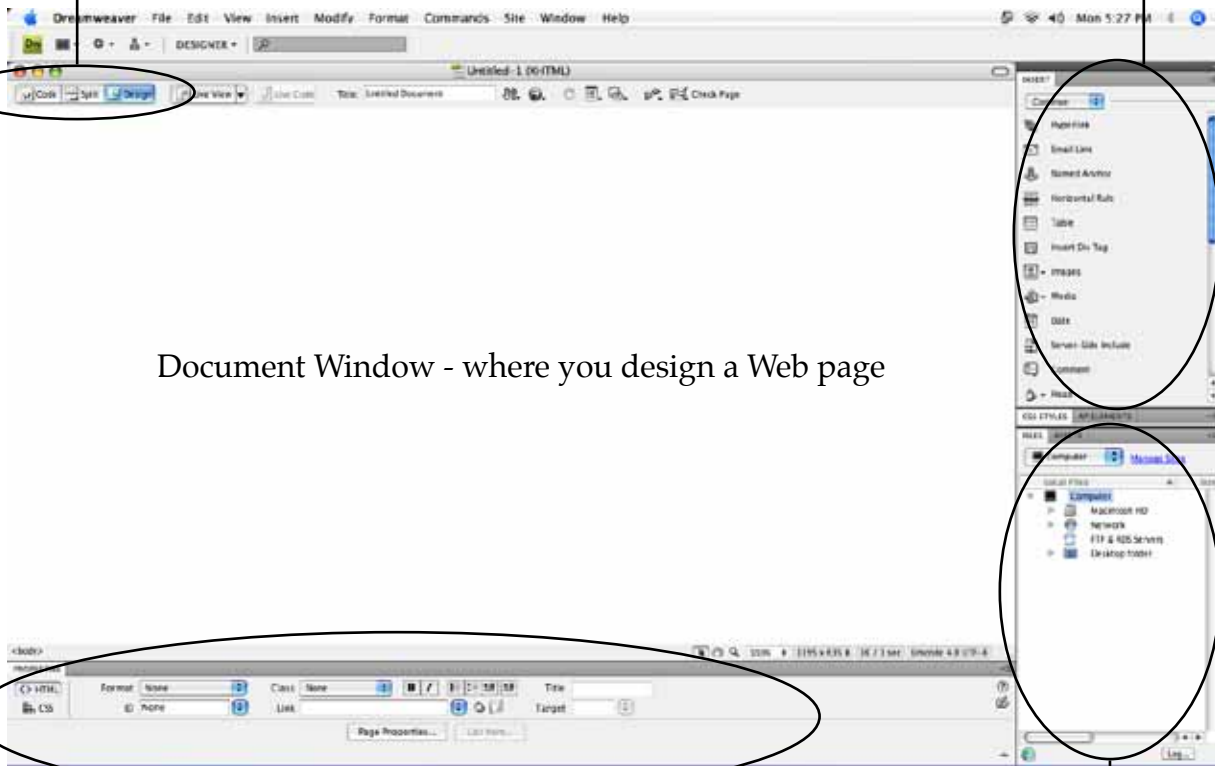 Dreamweaver File Edit View Insert Modify Format Commands Site Window Help
Mon 5:27 PM
Dw DESIGNER
Untitled-1 (XHTML)
Code Split Design Live View Live Code Title: Untitled Document Check Page
INSERT
Common
Hyperlink
Email Link
Named Anchor
Horizontal Rule
Table
Insert Div Tag
Images
Media
Date
Server-Side Include
Comment
Head
Document Window - where you design a Web page
CSS STYLES AP ELEMENTS
FILES
Computer Manage Sites
Local Files
Computer
Macintosh HD
Network
FTP & RDS Servers
Desktop folder
<body>
PROPERTIES
<> HTML Format None Class None B I Title
CSS ID None Link Target
Page Properties... List Item...
Log...